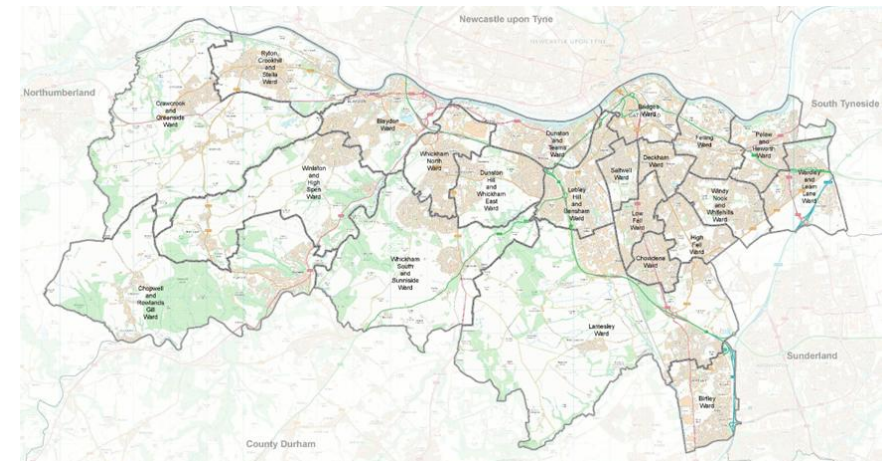 Newcastle upon Tyne
NEWCASTLE UPON TYNE
Northumberland
South Tyneside
Ryton,
Crookhill
and
Stella
Ward
Crawcrook
and
Greenside
Ward
Blaydon
Ward
Winlaton
and
High
Spen
Ward
Whickham
North
Ward
Dunston
Hill
and
Whickham
East
Ward
Dunston
and
Teams
Ward
Bridges
Ward
Saltwell
Ward
Deckham
Ward
Felling
Ward
Pelaw
and
Heworth
Ward
Wardley
and
Leam
Lane
Ward
Windy
Nook
and
Whitehills
Ward
Lobley
Hill
and
Bensham
Ward
Low
Fell
Ward
High
Fell
Ward
Chowdene
Ward
Whickham
South
and
Sunniside
Ward
Chopwell
and
Rowlands
Gill
Ward
Lamesley
Ward
Birtley
Ward
Sunderland
County Durham